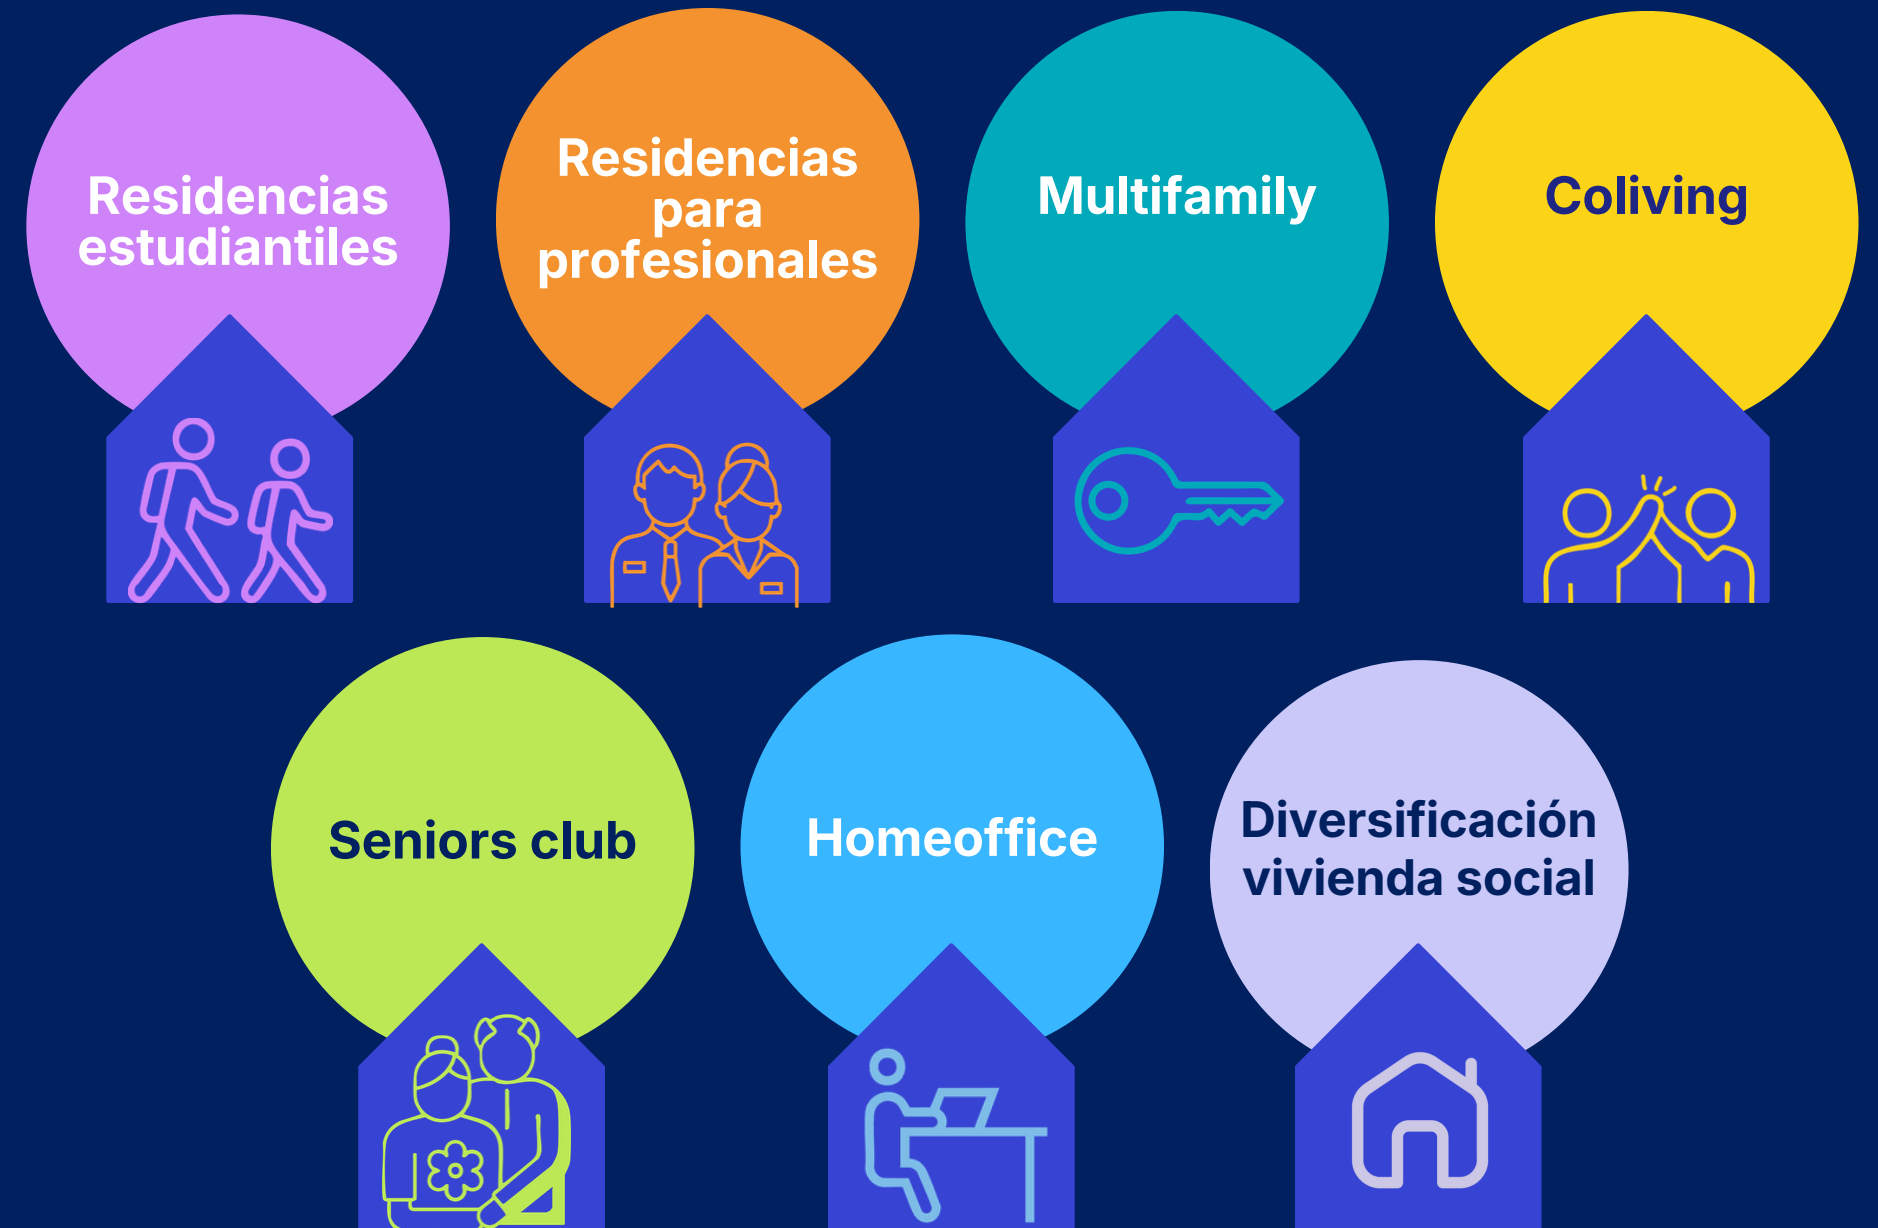 Residencias
estudiantiles
Residencias
para
profesionales
Multifamily
Coliving
Seniors club
Homeoffice
Diversificación
vivienda social